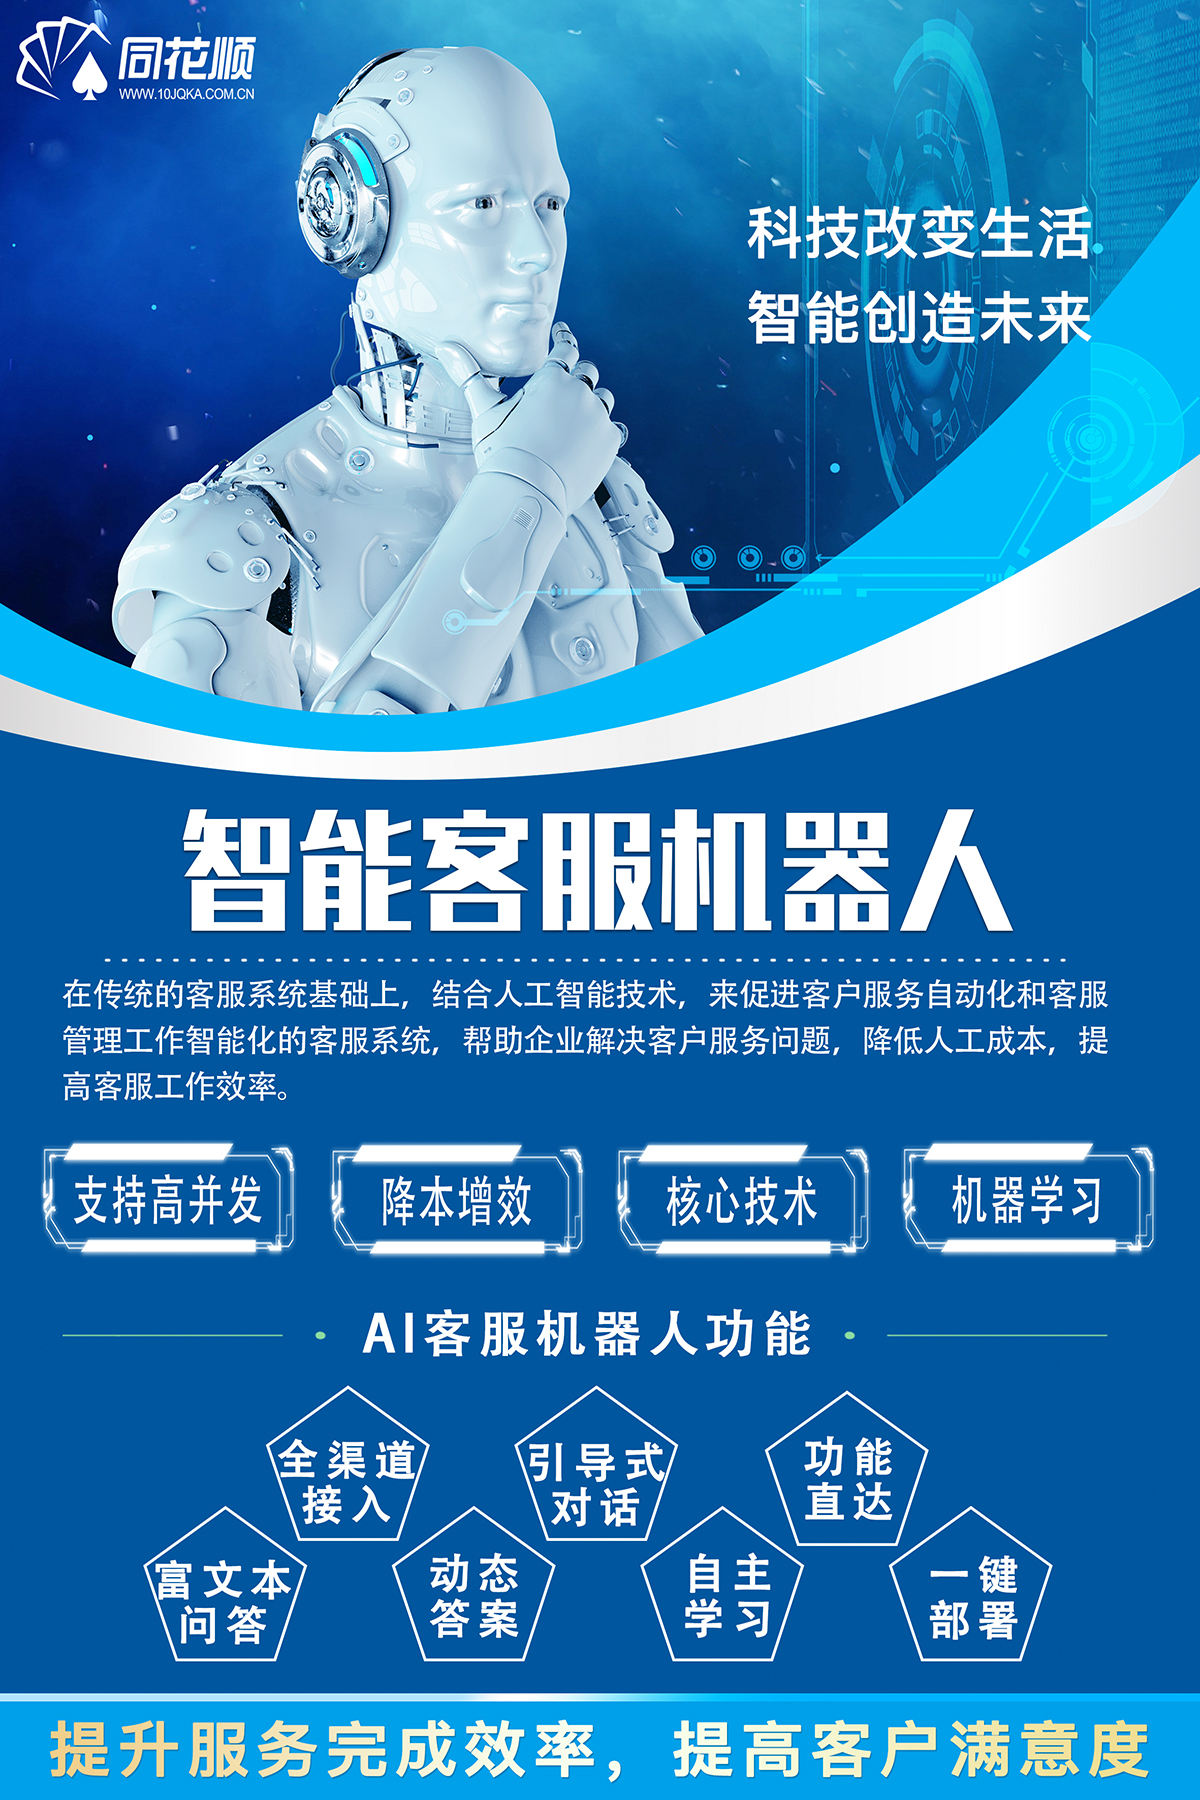 同花顺
WWW.10JQKA.COM.CN
科技改变生活
智能创造未来
智能客服机器人
在传统的客服系统基础上，结合人工智能技术，来促进客户服务自动化和客服
管理工作智能化的客服系统，帮助企业解决客户服务问题，降低人工成本，提
高客服工作效率。
支持高并发
降本增效
核心技术
机器学习
AI客服机器人功能
全渠道
接入
引导式
对话
功能
直达
富文本
问答
动态
答案
自主
学习
一键
部署
提升服务完成效率，提高客户满意度